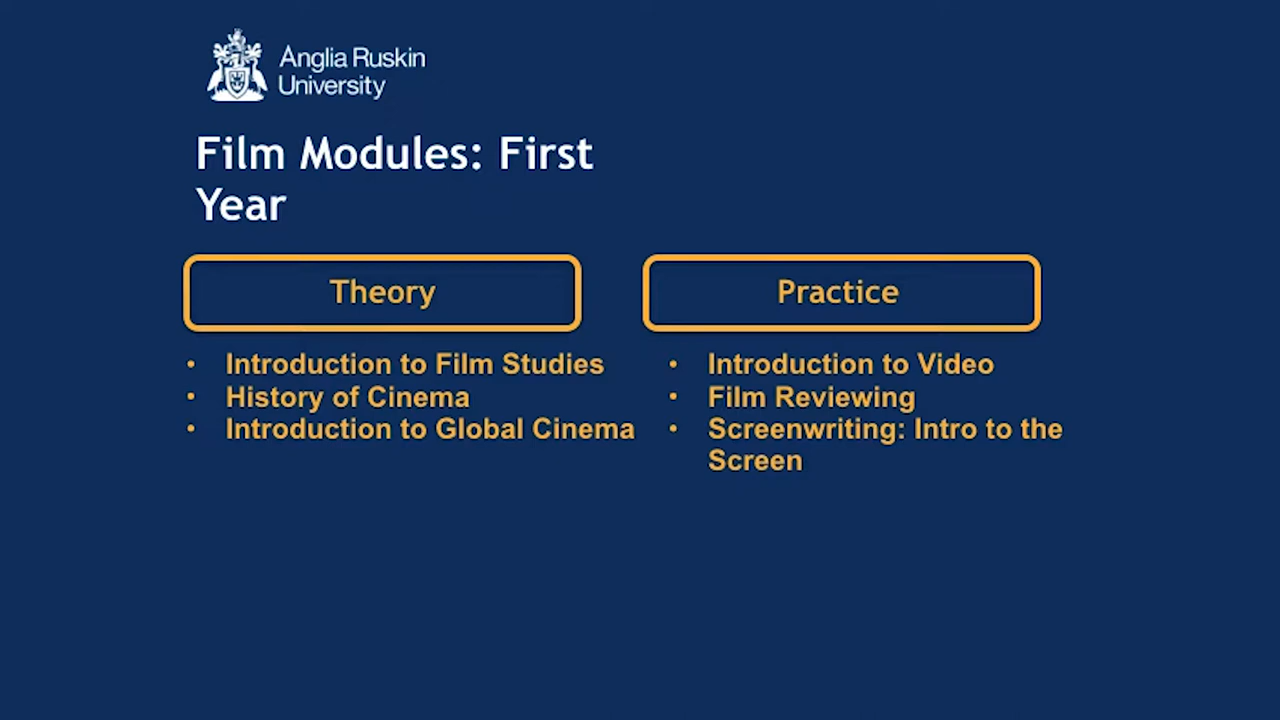 Anglia Ruskin
University
Film Modules: First
Year
Theory
• Introduction to Film Studies
• History of Cinema
• Introduction to Global Cinema
Practice
• Introduction to Video
• Film Reviewing
• Screenwriting: Intro to the
Screen